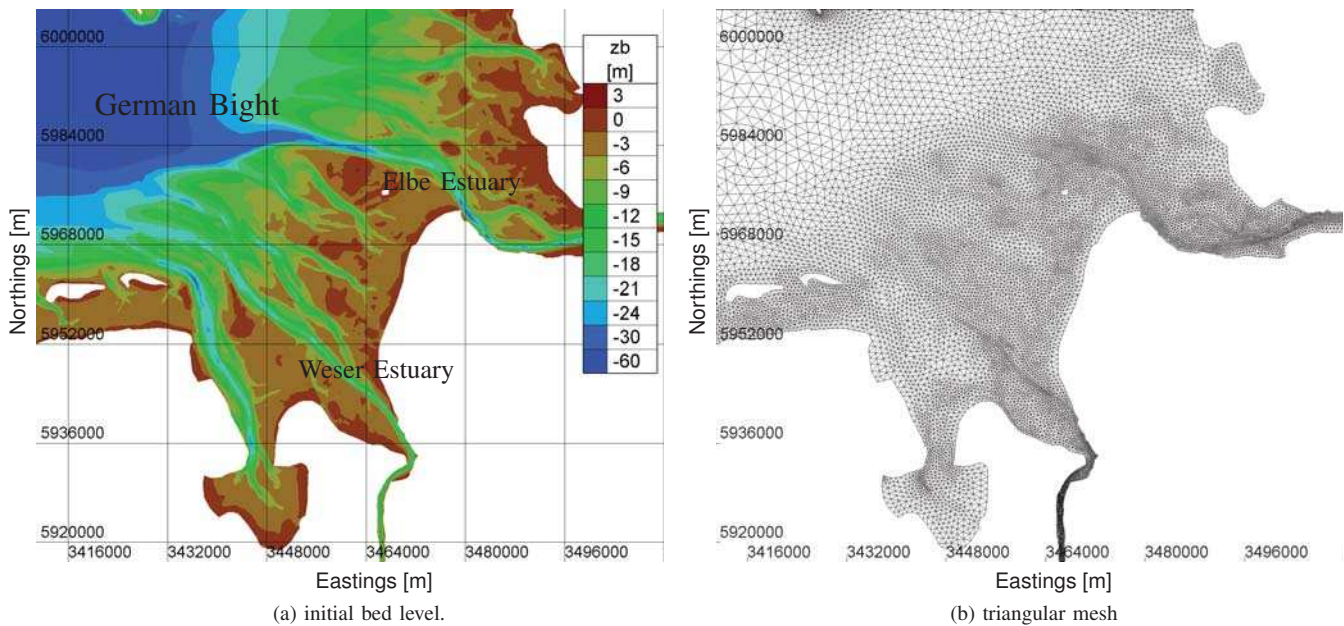 6000000
German Bight
5984000
Elbe Estuary
5968000
5952000
Weser Estuary
5936000
5920000
3416000 3432000 3448000 3464000 3480000 3496000
Northings [m]
Eastings [m]
zb
[m]
3
0
-3
-6
-9
-12
-15
-18
-21
-24
-30
-60
(a) initial bed level.
6000000
5984000
5968000
5952000
5936000
5920000
3416000 3432000 3448000 3464000 3480000 3496000
Northings [m]
Eastings [m]
(b) triangular mesh